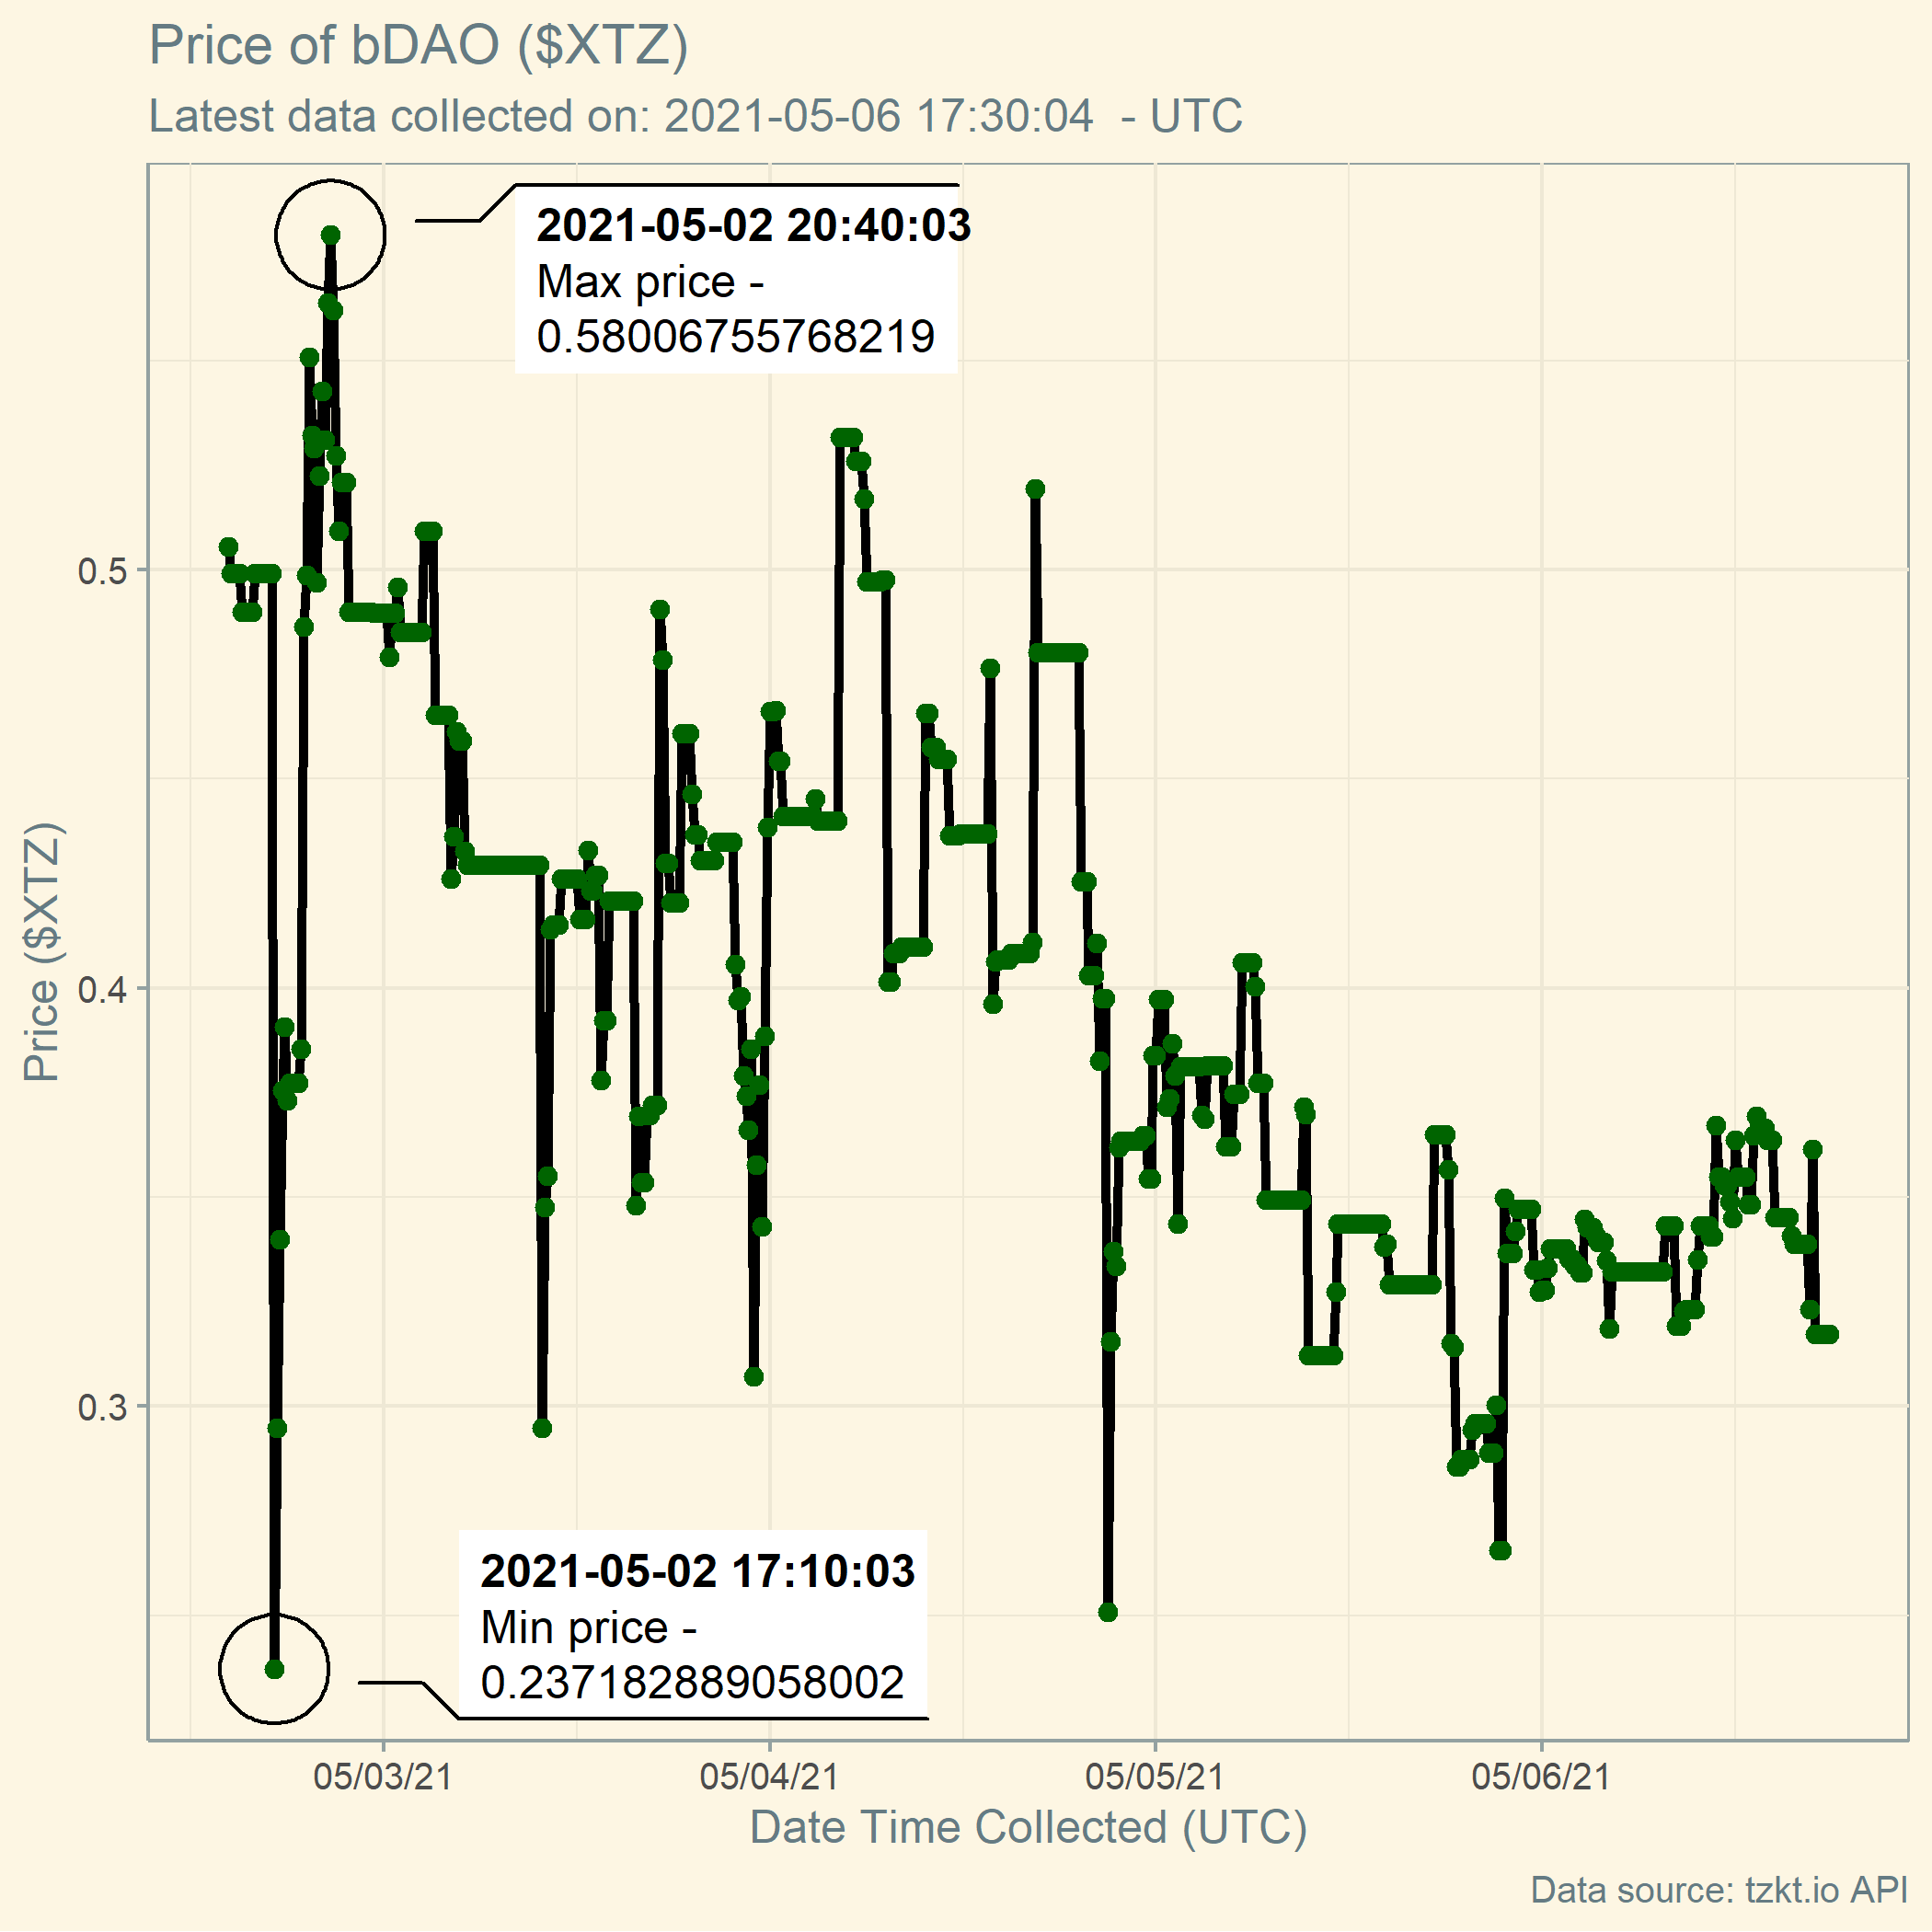 Price of bDAO ($XTZ)
Latest data collected on: 2021-05-06 17:30:04  - UTC
2021-05-02 20:40:03
Max price -
0.58006755768219
0.5
0.4
0.3
Price ($XTZ)
2021-05-02 17:10:03
Min price -
0.237182889058002
05/03/21
05/04/21
05/05/21
05/06/21
Date Time Collected (UTC)
Data source: tzkt.io API